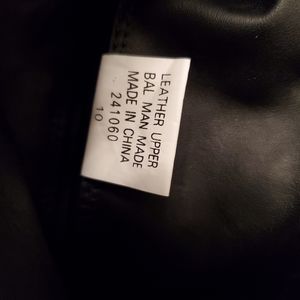 LEATHER UPPER
BAL MAN MADE
MADE IN CHINA
241060
10